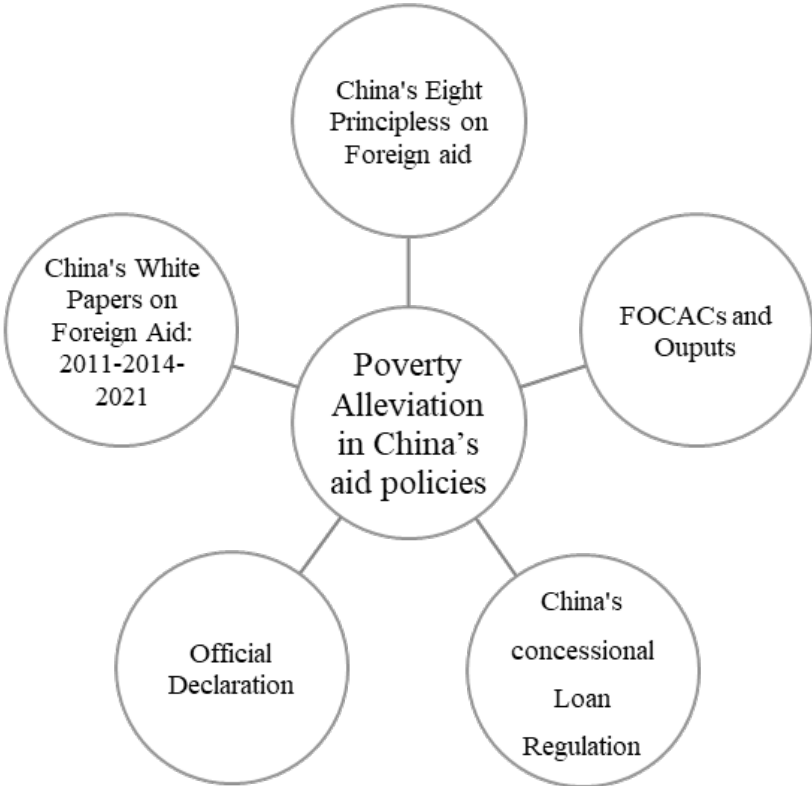 China's Eight
Principless on
Foreign aid
China's White
Papers on
Foreign Aid:
2011-2014-
2021
FOCACs and
Ouputs
Poverty
Alleviation
in China’s
aid policies
Official
Declaration
China's
concessional
Loan
Regulation